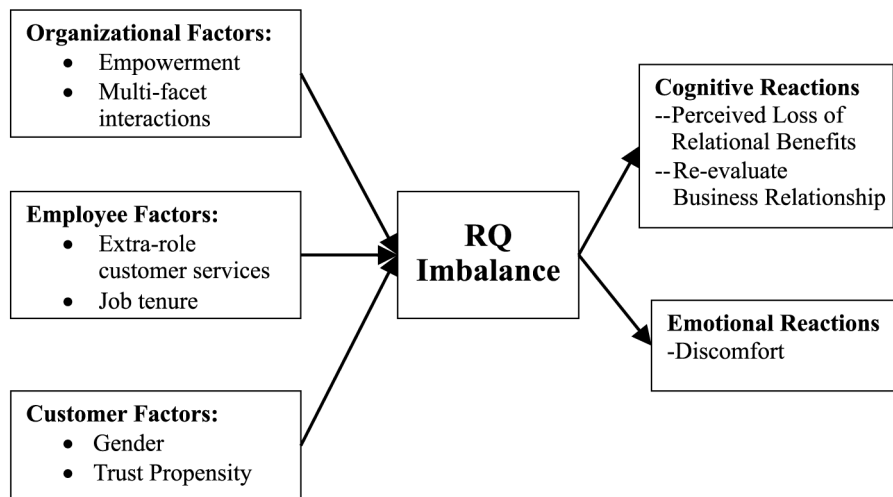 Organizational Factors:
• Empowerment
• Multi-facet
interactions
Employee Factors:
• Extra-role
customer services
• Job tenure
Customer Factors:
• Gender
• Trust Propensity
RQ
Imbalance
Cognitive Reactions
--Perceived Loss of
Relational Benefits
--Re-evaluate
Business Relationship
Emotional Reactions
-Discomfort